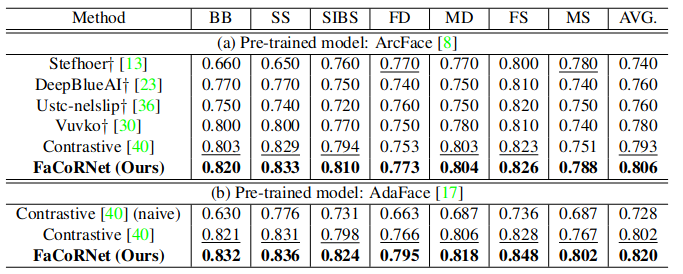 Method BB SS SIBS FD MD FS MS AVG.
(a) Pre-trained model: ArcFace [8]
Stefhoer† [13] 0.660 0.650 0.760 0.770 0.770 0.800 0.780 0.740
DeepBlueAI† [23] 0.770 0.770 0.750 0.740 0.750 0.810 0.740 0.760
Ustc-nelslip† [36] 0.750 0.740 0.720 0.760 0.750 0.820 0.750 0.760
Vuvko† [30] 0.800 0.800 0.770 0.750 0.780 0.810 0.740 0.780
Contrastive [40] 0.803 0.829 0.794 0.753 0.803 0.823 0.751 0.793
FaCoRNet (Ours) 0.820 0.833 0.810 0.773 0.804 0.826 0.788 0.806
(b) Pre-trained model: AdaFace [17]
Contrastive [40] (naive) 0.630 0.776 0.731 0.663 0.687 0.736 0.687 0.728
Contrastive [40] 0.821 0.831 0.798 0.766 0.806 0.828 0.767 0.802
FaCoRNet (Ours) 0.832 0.836 0.824 0.795 0.818 0.848 0.802 0.820